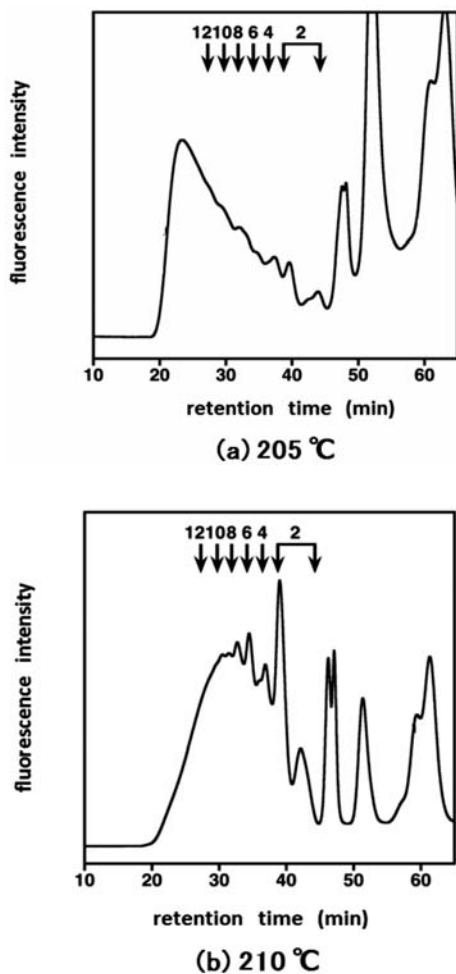 12 10 8 6 4 2
fluorescence intensity
10 20 30 40 50 60
retention time (min)
(a) 205 ℃
12 10 8 6 4 2
fluorescence intensity
10 20 30 40 50 60
retention time (min)
(b) 210 ℃